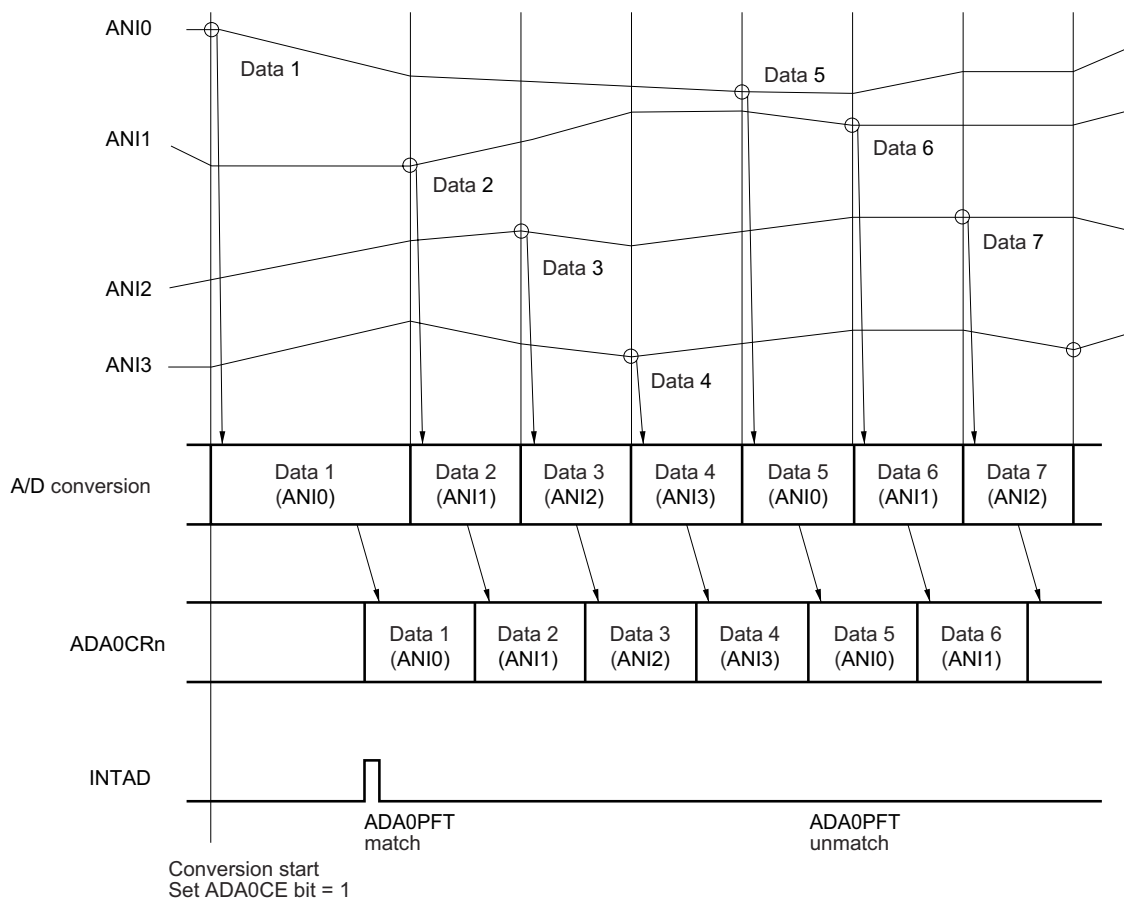 ANI0
Data 1
Data 5
ANI1
Data 2
Data 6
ANI2
Data 3
Data 7
ANI3
Data 4
A/D conversion
Data 1
(ANI0)
Data 2
(ANI1)
Data 3
(ANI2)
Data 4
(ANI3)
Data 5
(ANI0)
Data 6
(ANI1)
Data 7
(ANI2)
ADA0CRn
Data 1
(ANI0)
Data 2
(ANI1)
Data 3
(ANI2)
Data 4
(ANI3)
Data 5
(ANI0)
Data 6
(ANI1)
INTAD
ADA0PFT
match
ADA0PFT
unmatch
Conversion start
Set ADA0CE bit = 1